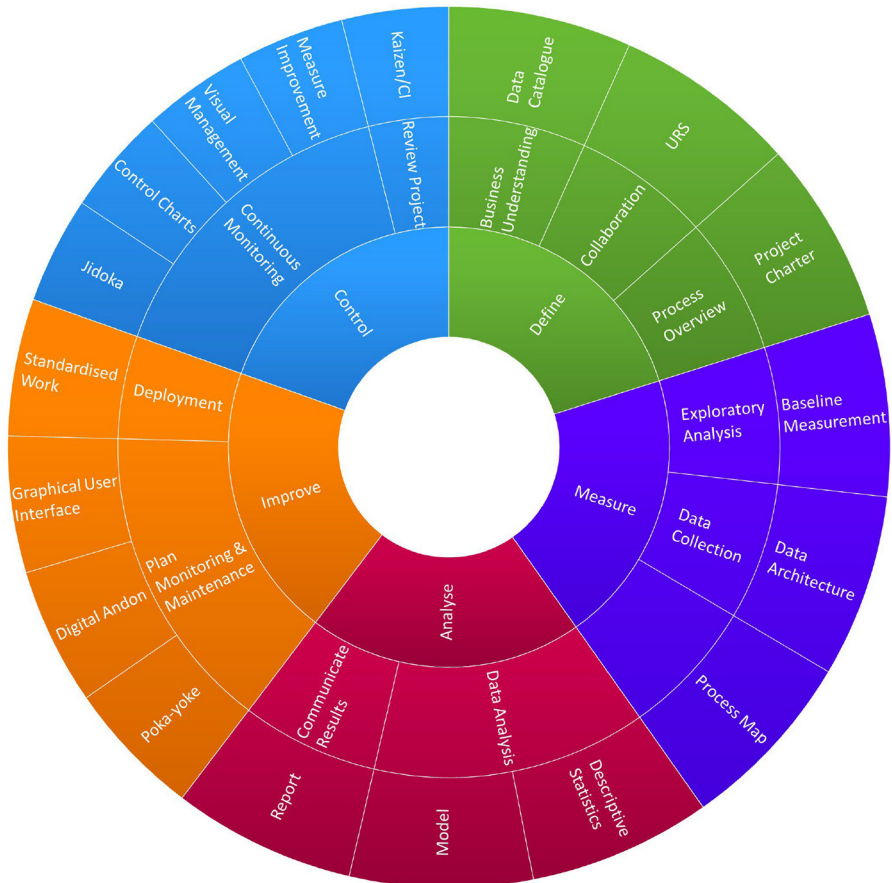 Define
Business
Understanding
Data
Catalogue
Collaboration
URS
Process
Overview
Project
Charter
Measure
Exploratory
Analysis
Baseline
Measurement
Data
Collection
Data
Architecture
Process Map
Analyse
Data Analysis
Descriptive
Statistics
Model
Communicate
Results
Report
Improve
Plan
Monitoring &
Maintenance
Poka-yoke
Digital Andon
Graphical User
Interface
Deployment
Standardised
Work
Control
Continuous
Monitoring
Jidoka
Control Charts
Visual
Management
Measure
Improvement
Review Project
Kaizen/CI